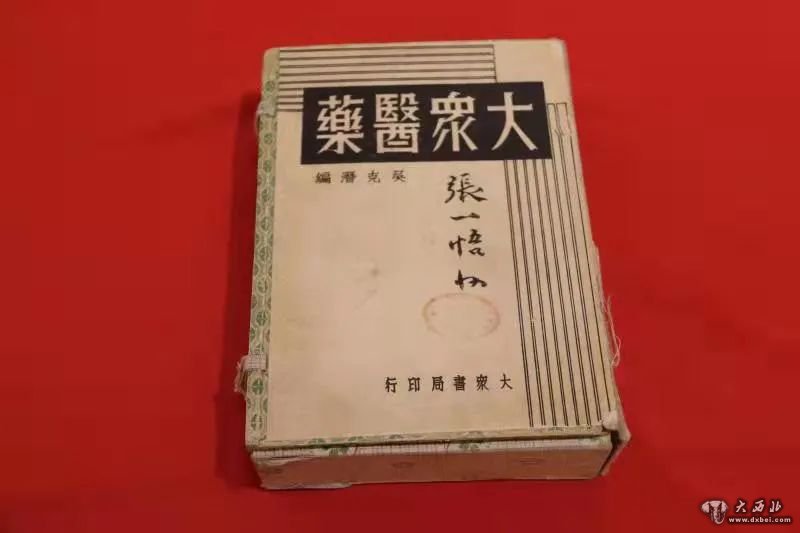 大眾醫藥
吳克潛編
張一悟
大眾書局印行
大西北
www.dxbei.com